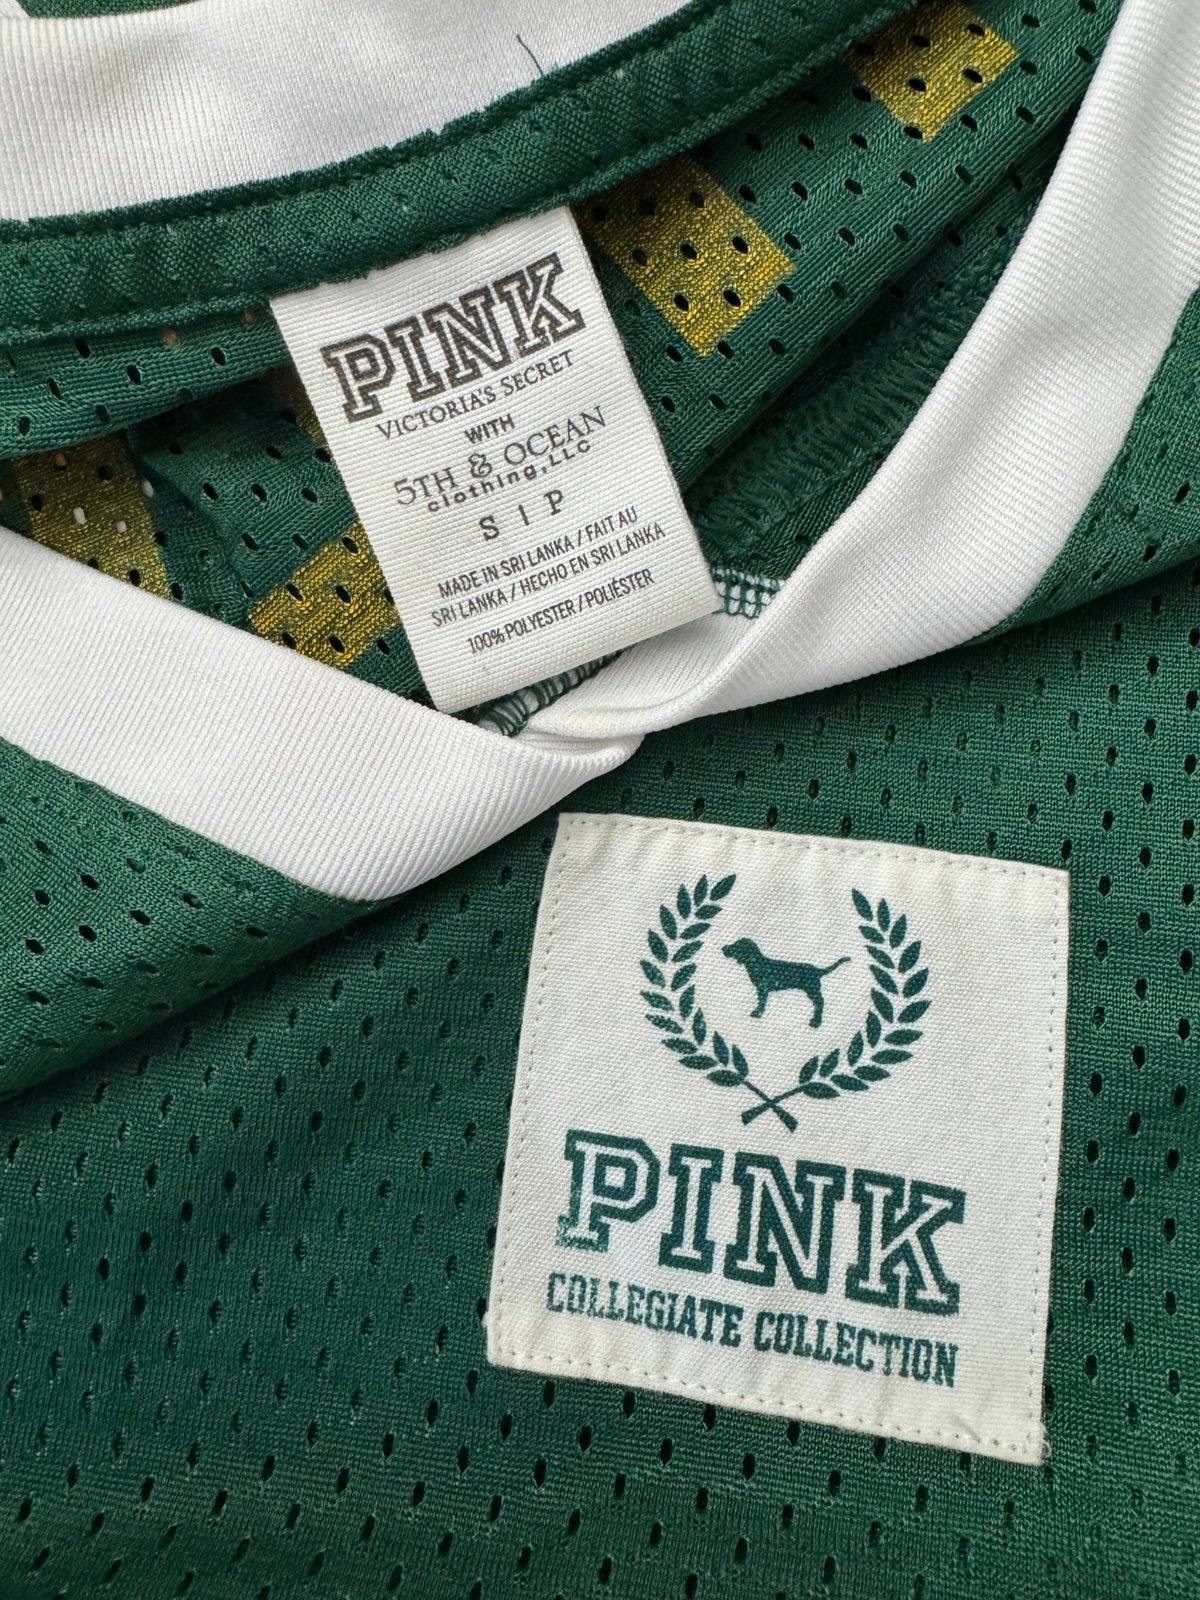 PINK
VICTORIA'S SECRET
WITH
5TH & OCEAN
clothing, LLC
S | P
MADE IN SRI LANKA / FAIT AU
SRI LANKA / HECHO EN SRI LANKA
100% POLYESTER / POLIÉSTER
PINK
COLLEGIATE COLLECTION